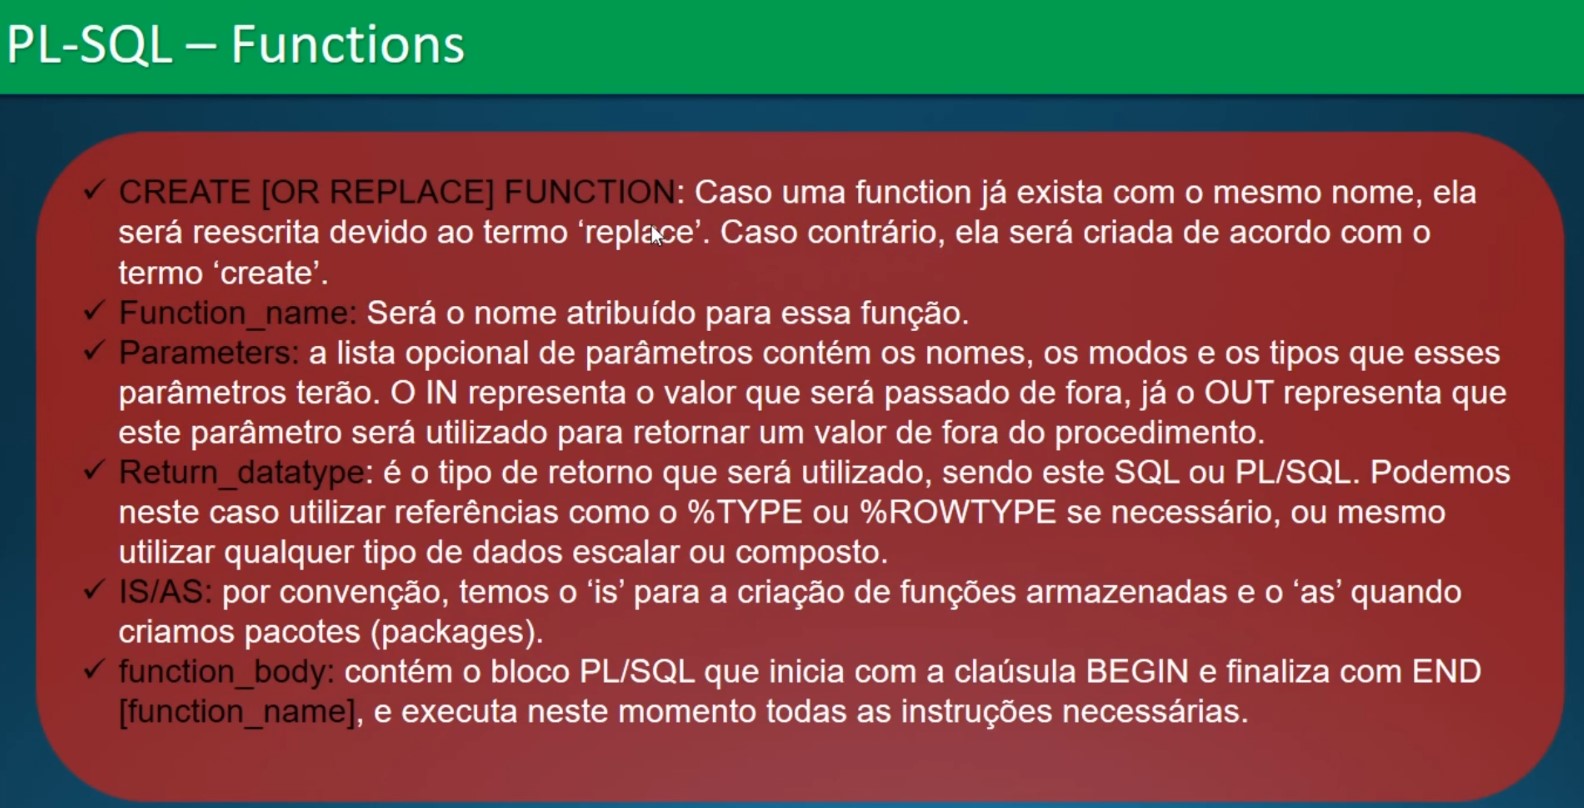 PL-SQL – Functions
✓ CREATE [OR REPLACE] FUNCTION: Caso uma function já exista com o mesmo nome, ela
será reescrita devido ao termo ‘replace’. Caso contrário, ela será criada de acordo com o
termo ‘create’.
✓ Function_name: Será o nome atribuído para essa função.
✓ Parameters: a lista opcional de parâmetros contém os nomes, os modos e os tipos que esses
parâmetros terão. O IN representa o valor que será passado de fora, já o OUT representa que
este parâmetro será utilizado para retornar um valor de fora do procedimento.
✓ Return_datatype: é o tipo de retorno que será utilizado, sendo este SQL ou PL/SQL. Podemos
neste caso utilizar referências como o %TYPE ou %ROWTYPE se necessário, ou mesmo
utilizar qualquer tipo de dados escalar ou composto.
✓ IS/AS: por convenção, temos o ‘is’ para a criação de funções armazenadas e o ‘as’ quando
criamos pacotes (packages).
✓ function_body: contém o bloco PL/SQL que inicia com a claúsula BEGIN e finaliza com END
[function_name], e executa neste momento todas as instruções necessárias.